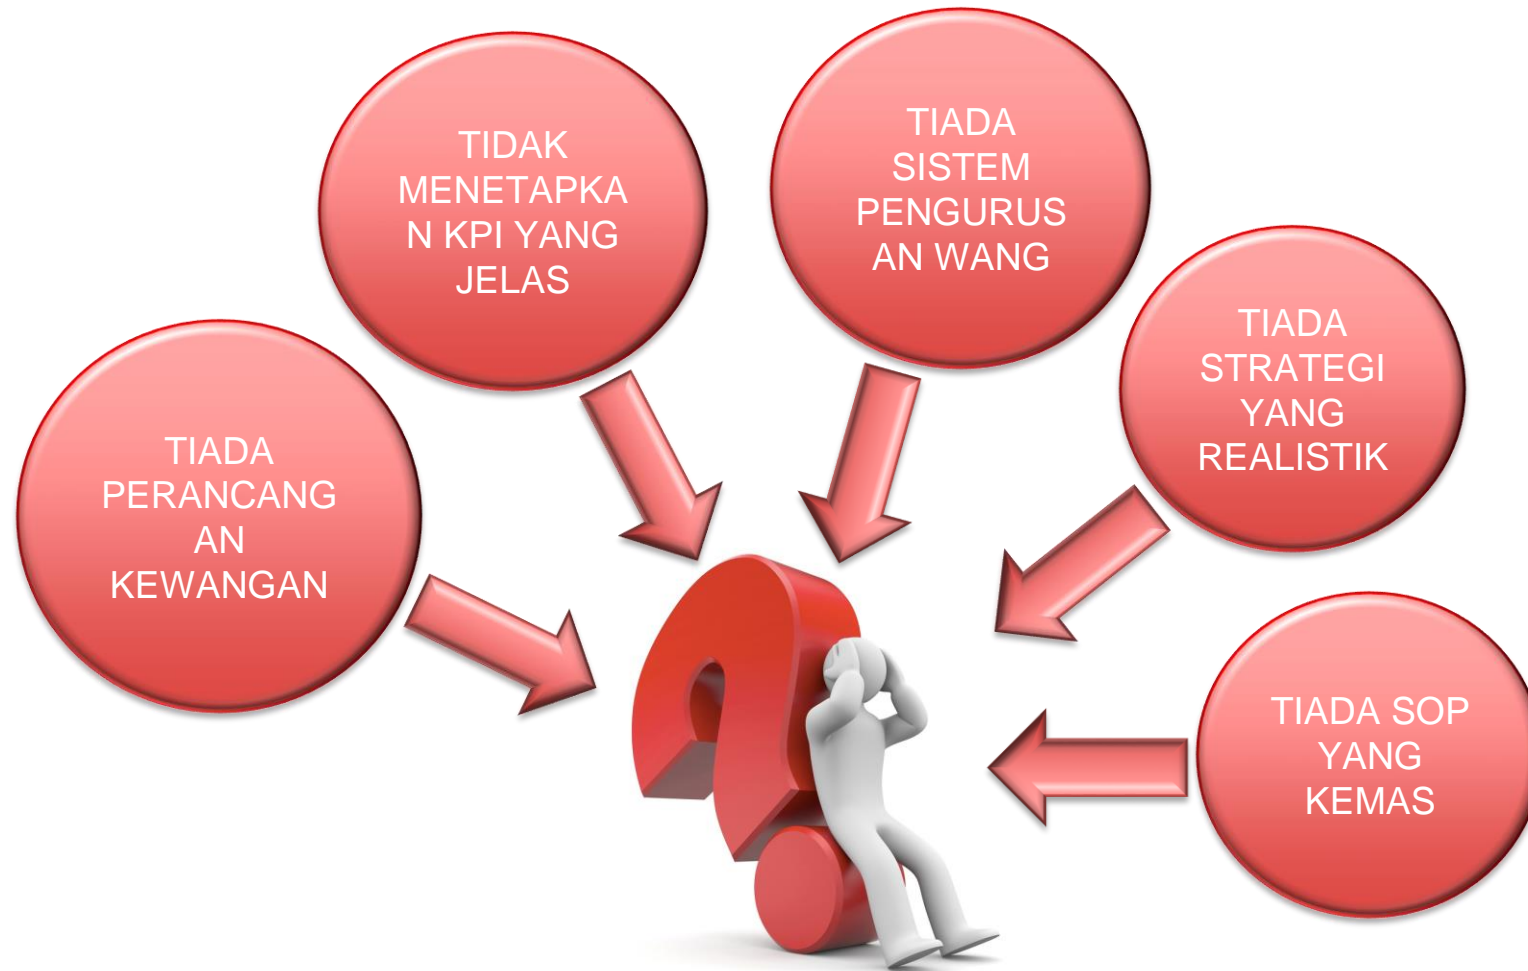 TIDAK
MENETAPKA
N KPI YANG
JELAS
TIADA
SISTEM
PENGURUS
AN WANG
TIADA
STRATEGI
YANG
REALISTIK
TIADA
PERANCANG
AN
KEWANGAN
TIADA SOP
YANG
KEMAS